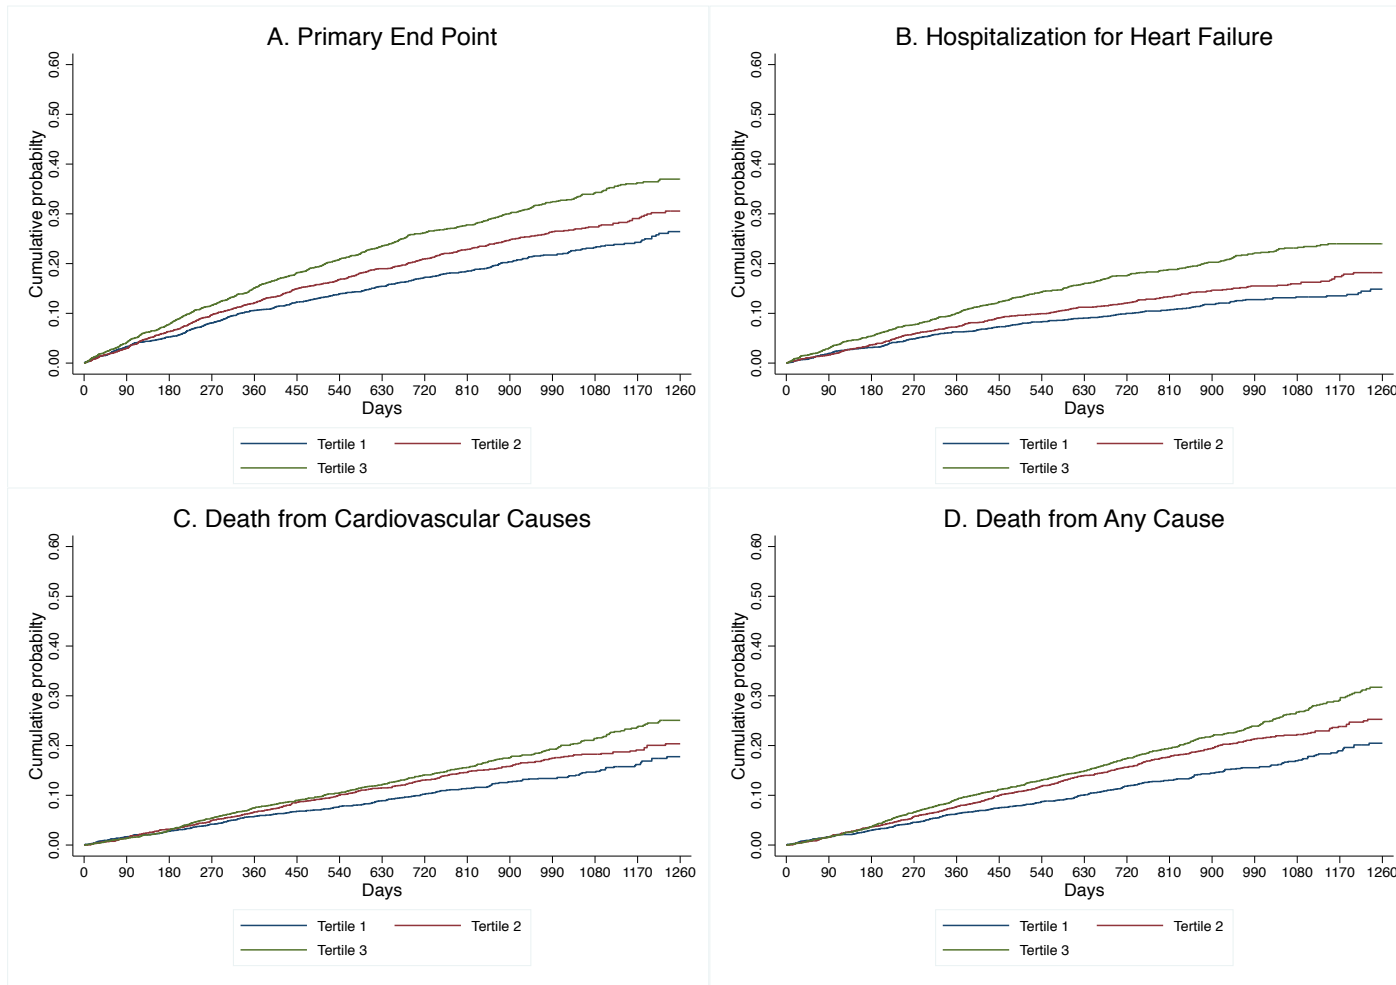 A. Primary End Point
Cumulative probabilty
0.00 0.10 0.20 0.30 0.40 0.50 0.60
0 90 180 270 360 450 540 630 720 810 900 990 1080 1170 1260
Days
Tertile 1 Tertile 2
Tertile 3
B. Hospitalization for Heart Failure
Cumulative probabilty
0.00 0.10 0.20 0.30 0.40 0.50 0.60
0 90 180 270 360 450 540 630 720 810 900 990 1080 1170 1260
Days
Tertile 1 Tertile 2
Tertile 3
C. Death from Cardiovascular Causes
Cumulative probabilty
0.00 0.10 0.20 0.30 0.40 0.50 0.60
0 90 180 270 360 450 540 630 720 810 900 990 1080 1170 1260
Days
Tertile 1 Tertile 2
Tertile 3
D. Death from Any Cause
Cumulative probabilty
0.00 0.10 0.20 0.30 0.40 0.50 0.60
0 90 180 270 360 450 540 630 720 810 900 990 1080 1170 1260
Days
Tertile 1 Tertile 2
Tertile 3